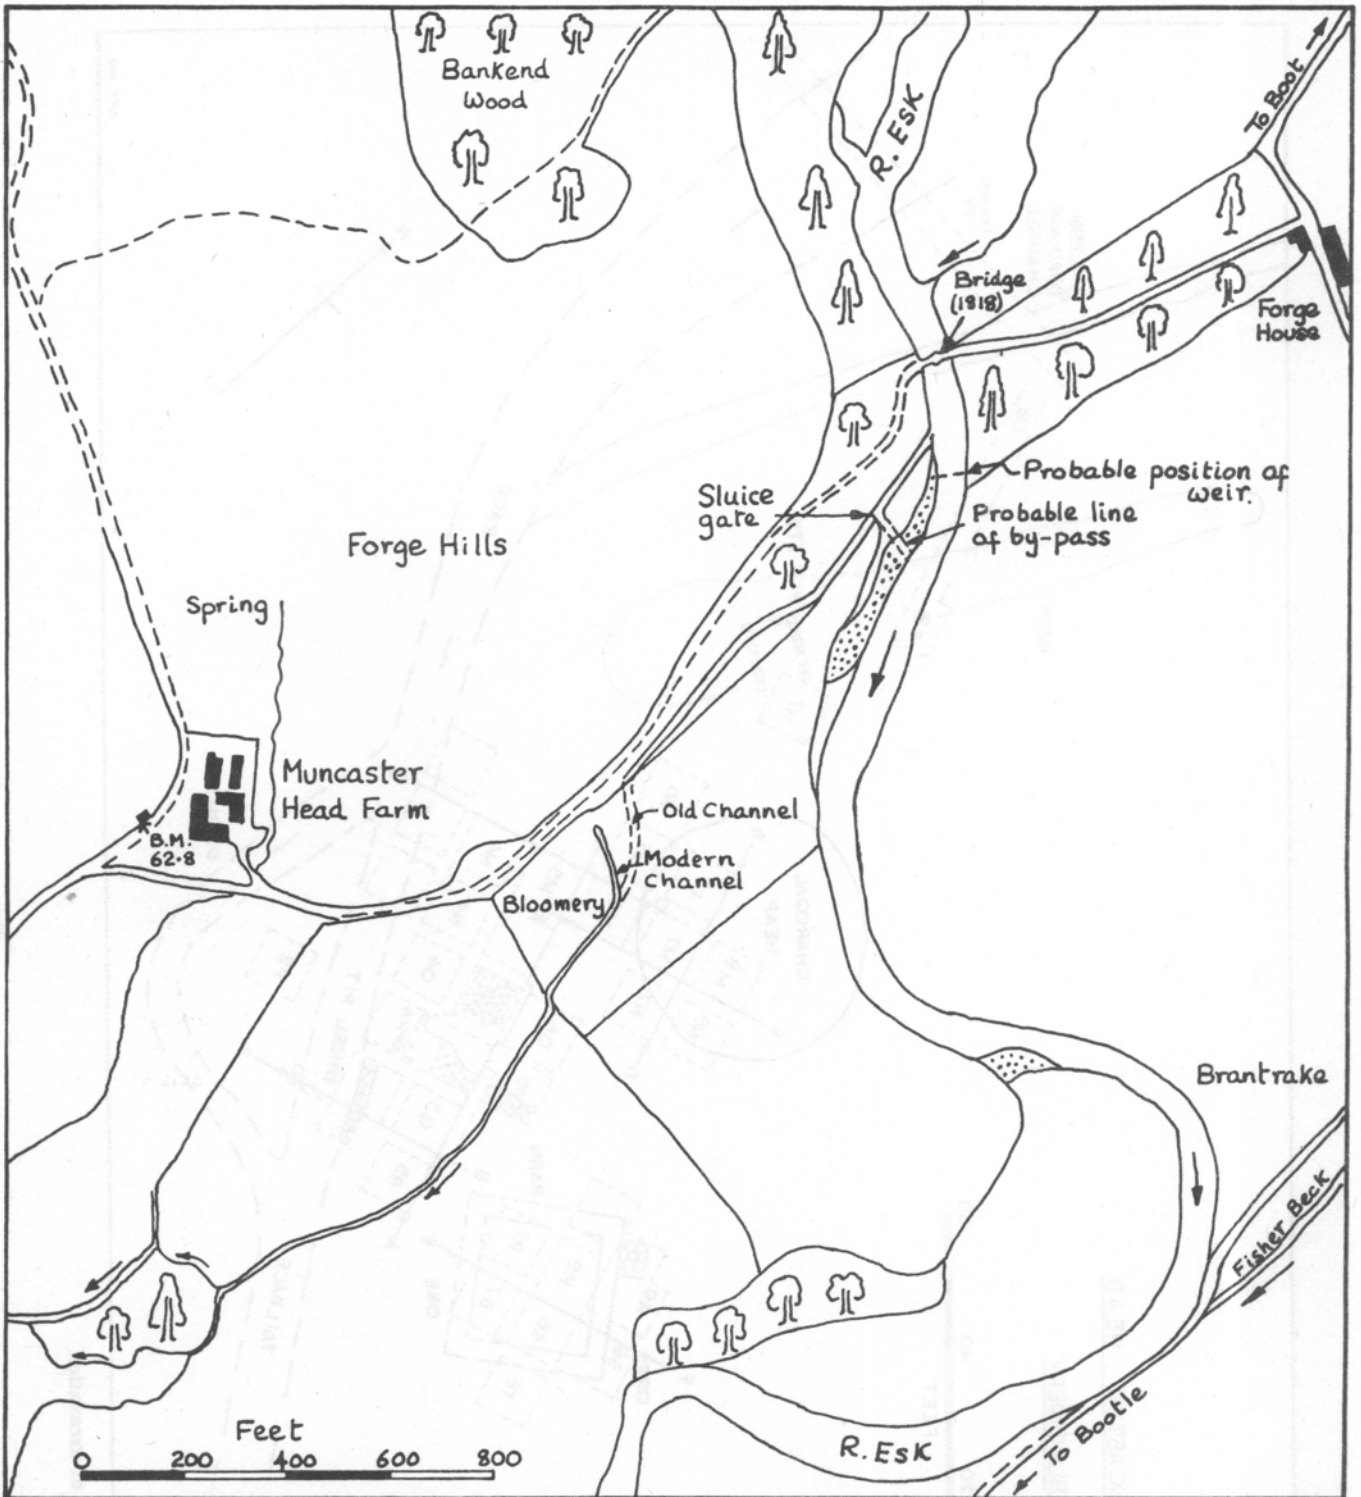 Bankend
Wood
R. Esk
To Boot
Bridge
(1818)
Forge
House
Sluice
gate
Probable position of
weir.
Probable line
of by-pass
Forge Hills
Spring
Muncaster
Head Farm
B.M.
62·8
Old Channel
Modern
Channel
Bloomery
Brantrake
Fisher Beck
To Bootle
R. Esk
Feet
0 200 400 600 800